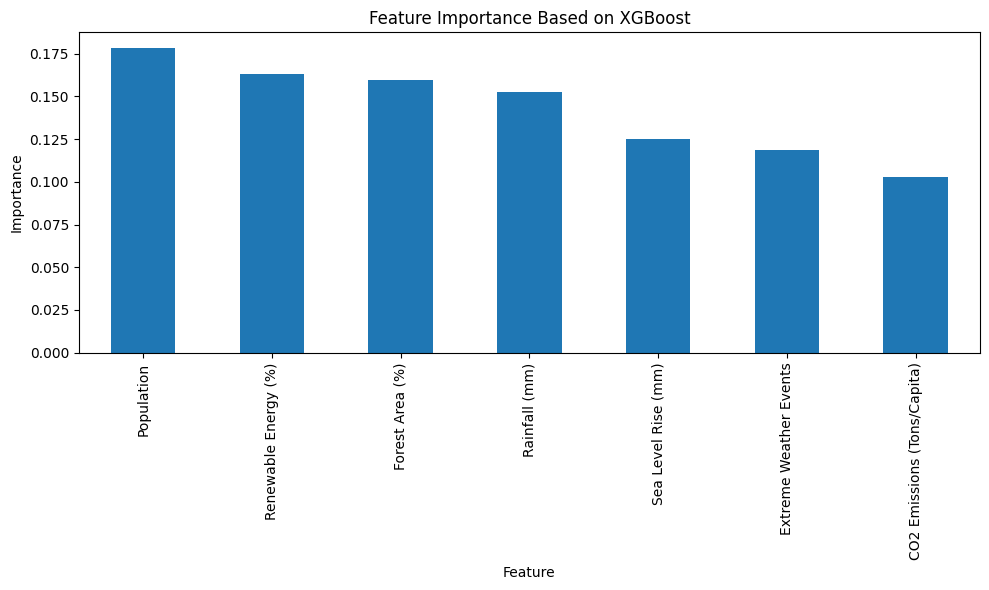 Feature Importance Based on XGBoost
Importance
0.175
0.150
0.125
0.100
0.075
0.050
0.025
0.000
Population
Renewable Energy (%)
Forest Area (%)
Rainfall (mm)
Sea Level Rise (mm)
Extreme Weather Events
CO2 Emissions (Tons/Capita)
Feature